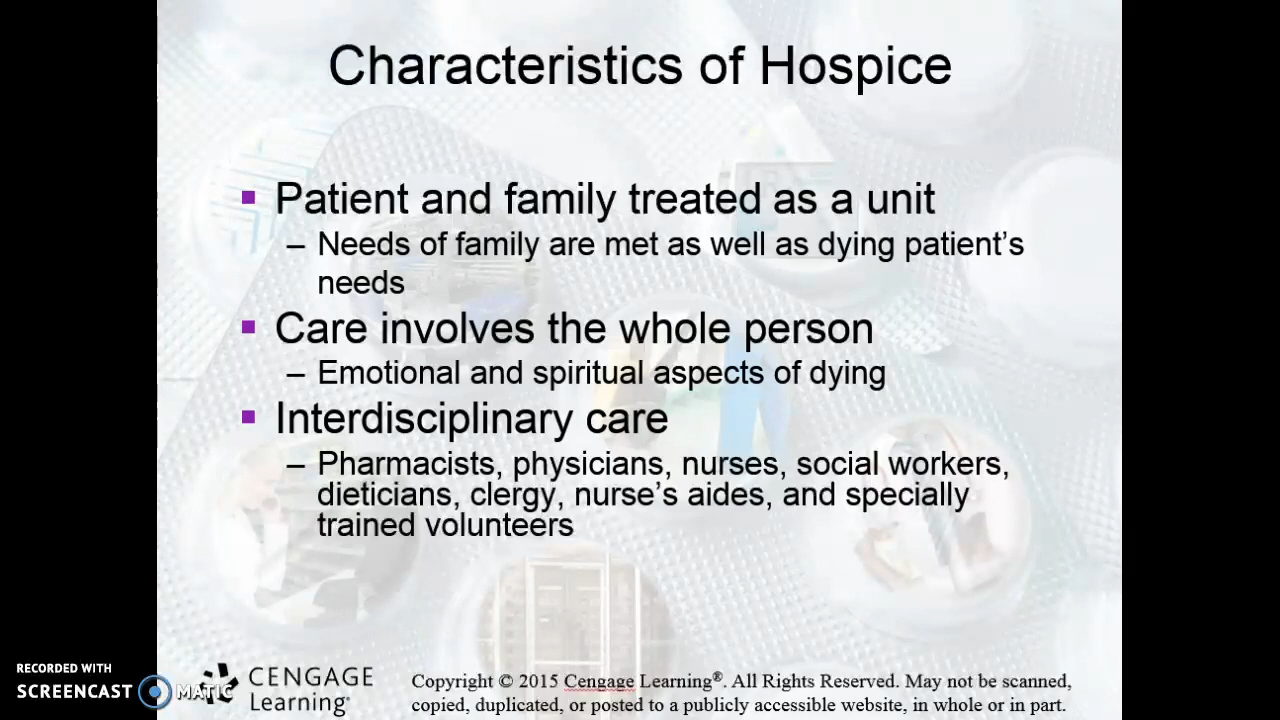 Characteristics of Hospice
▪ Patient and family treated as a unit
– Needs of family are met as well as dying patient’s
needs
▪ Care involves the whole person
– Emotional and spiritual aspects of dying
▪ Interdisciplinary care
– Pharmacists, physicians, nurses, social workers,
dieticians, clergy, nurse’s aides, and specially
trained volunteers
RECORDED WITH
SCREENCAST MATIC
CENGAGE
Learning®
Copyright © 2015 Cengage Learning®. All Rights Reserved. May not be scanned,
copied, duplicated, or posted to a publicly accessible website, in whole or in part.